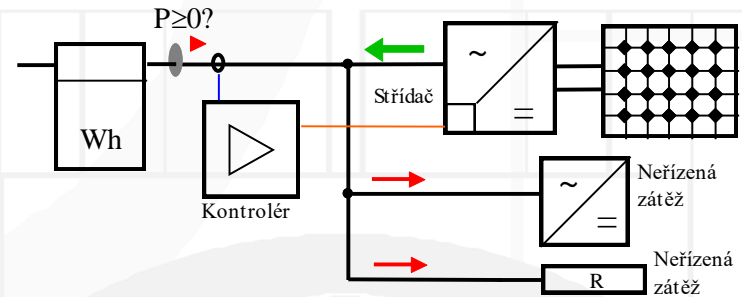 P≥0?
~
Střídač
=
Wh
Kontrolér
~
=
Neřízená
zátěž
R
Neřízená
zátěž